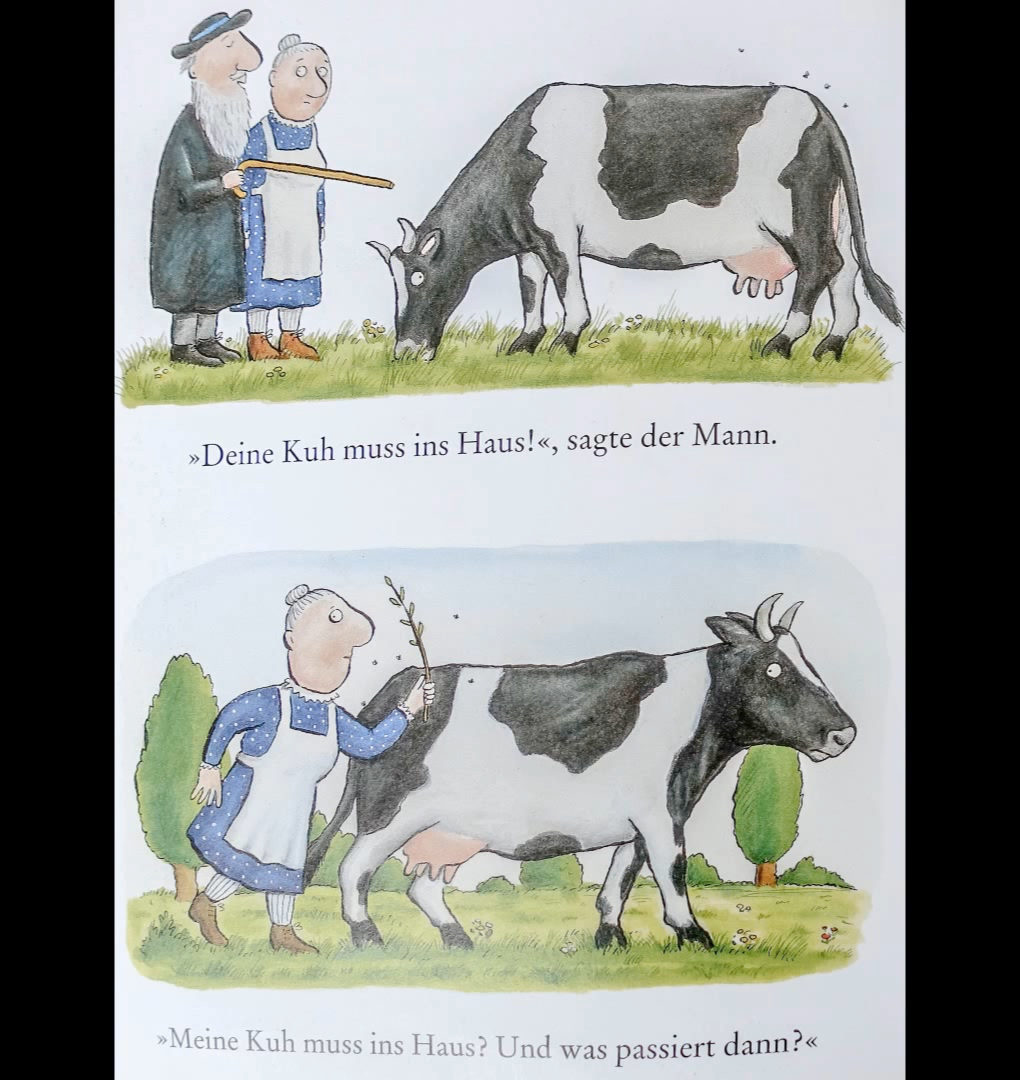 »Deine Kuh muss ins Haus!«, sagte der Mann.
»Meine Kuh muss ins Haus? Und was passiert dann?«